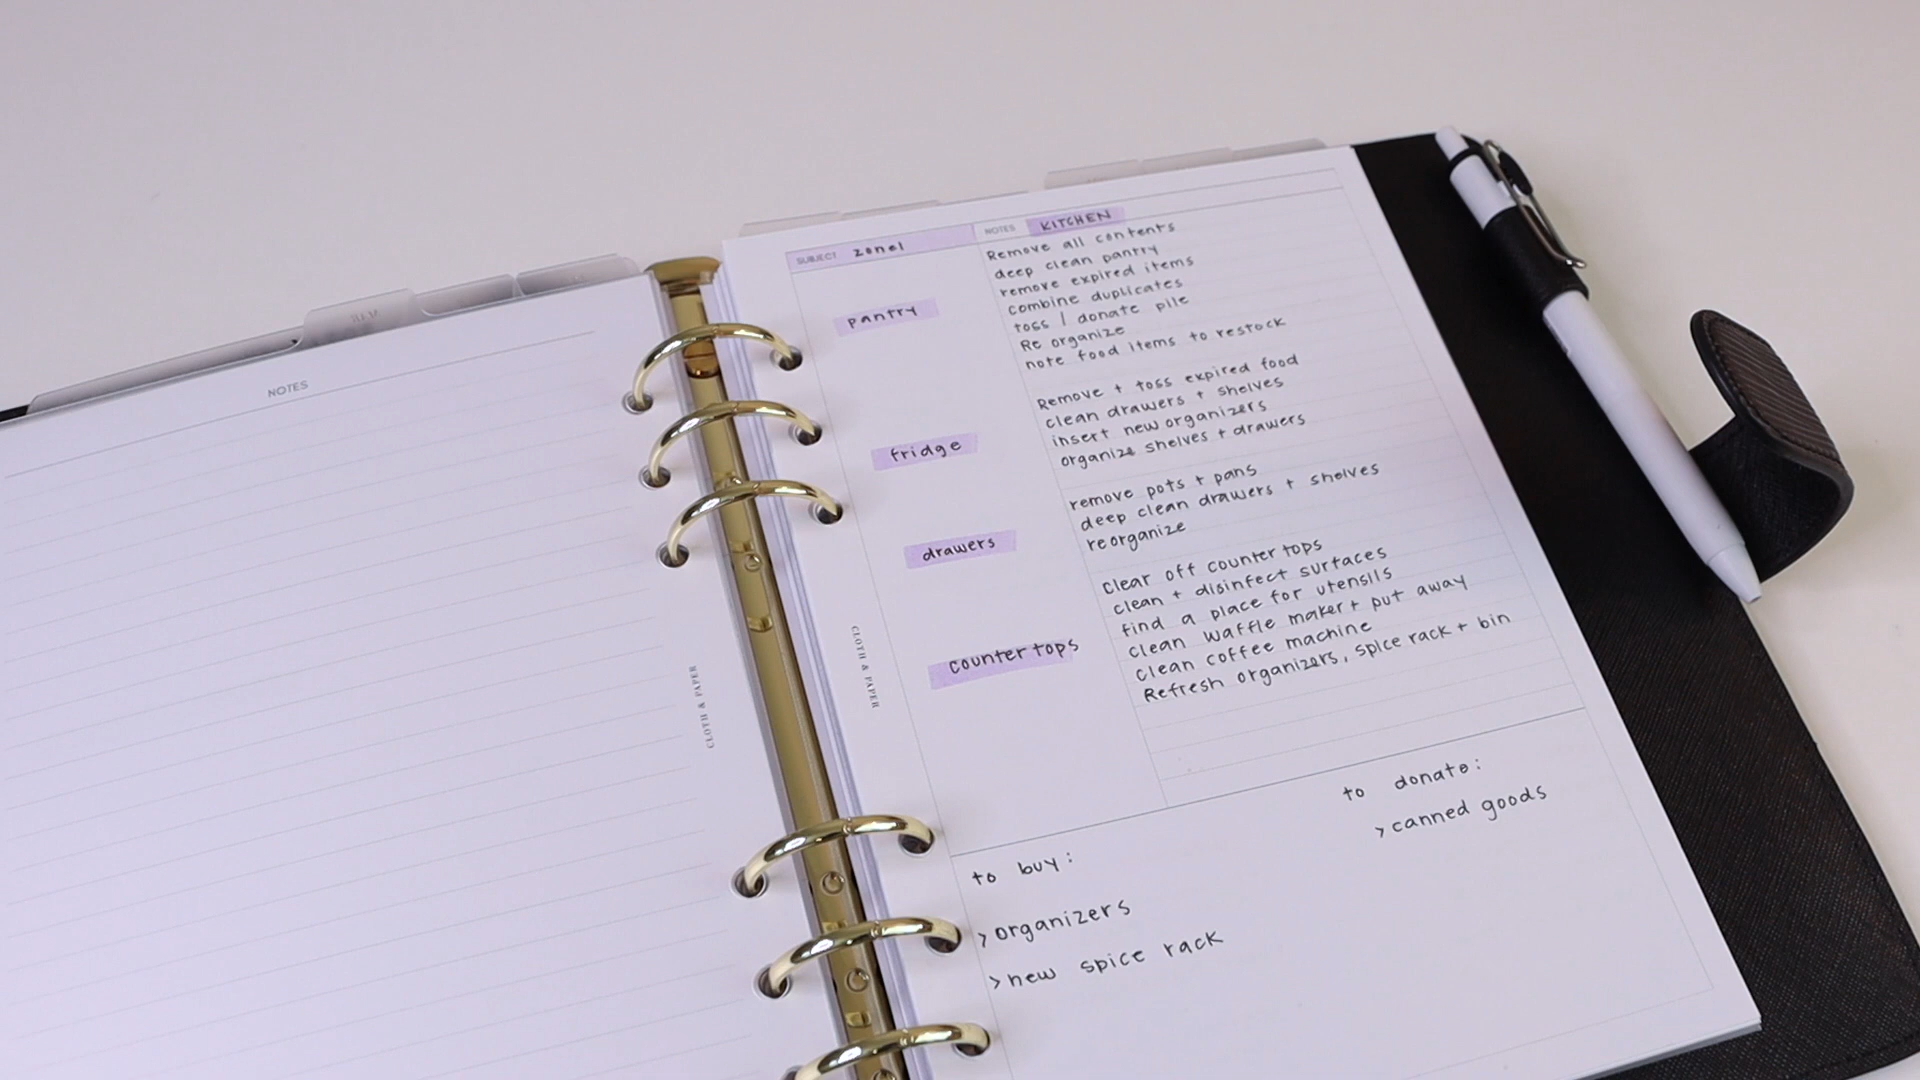 NOTES
CLOTH & PAPER
CLOTH & PAPER
SUBJECT zone1
NOTES KITCHEN
pantry
Remove all contents
deep clean pantry
remove expired items
combine duplicates
toss | donate pile
Re organize
note food items to restock
fridge
Remove + toss expired food
clean drawers + shelves
insert new organizers
organize shelves + drawers
drawers
remove pots + pans
deep clean drawers + shelves
reorganize
counter tops
Clear off counter tops
clean + disinfect surfaces
find a place for utensils
clean waffle maker + put away
clean coffee machine
Refresh organizers, spice rack + bin
to buy:
> organizers
> new spice rack
to donate:
> canned goods